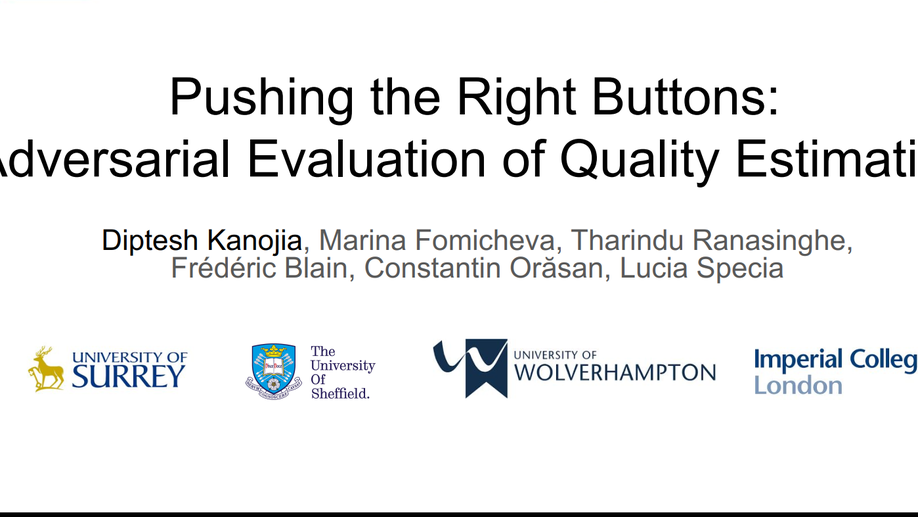 Pushing the Right Buttons:
Adversarial Evaluation of Quality Estimati
Diptesh Kanojia, Marina Fomicheva, Tharindu Ranasinghe,
Frédéric Blain, Constantin Orăsan, Lucia Specia
UNIVERSITY OF
SURREY
The
University
Of
Sheffield.
UNIVERSITY OF
WOLVERHAMPTON
Imperial Colleg
London